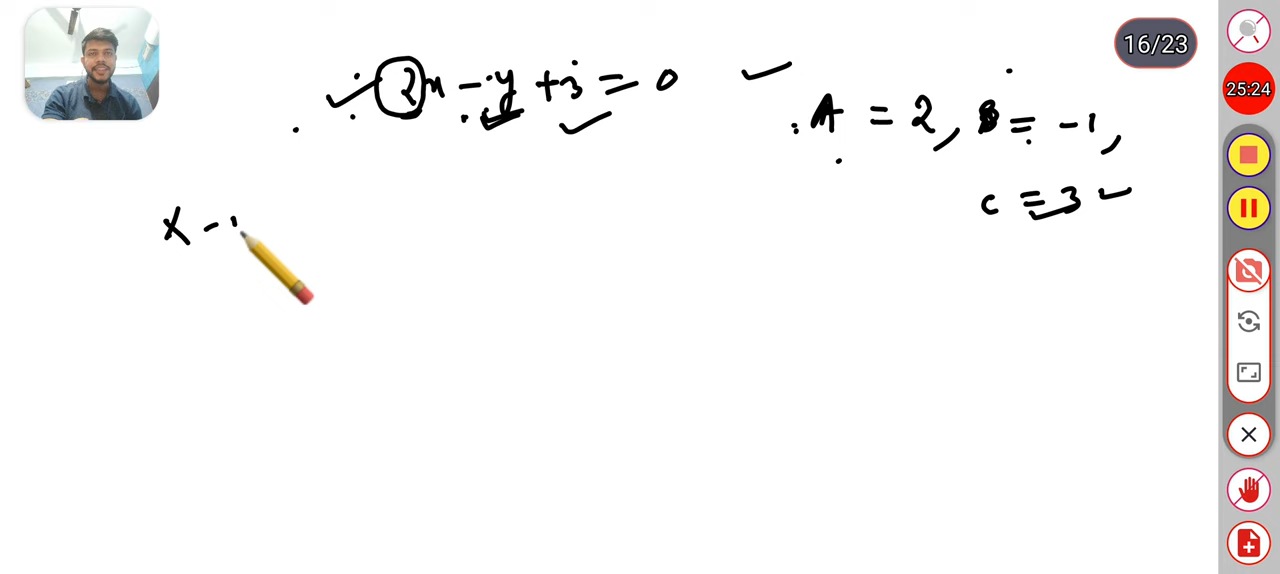 16/23
2x - y + 3 = 0
25:24
A = 2, B = -1,
C = 3
x -